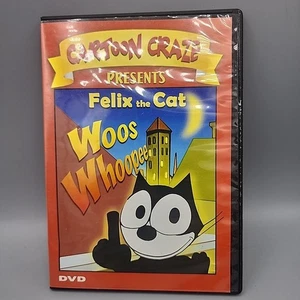 CARTOON CRAZE
PRESENTS
Felix the Cat
Woos
Whoopee
DVD